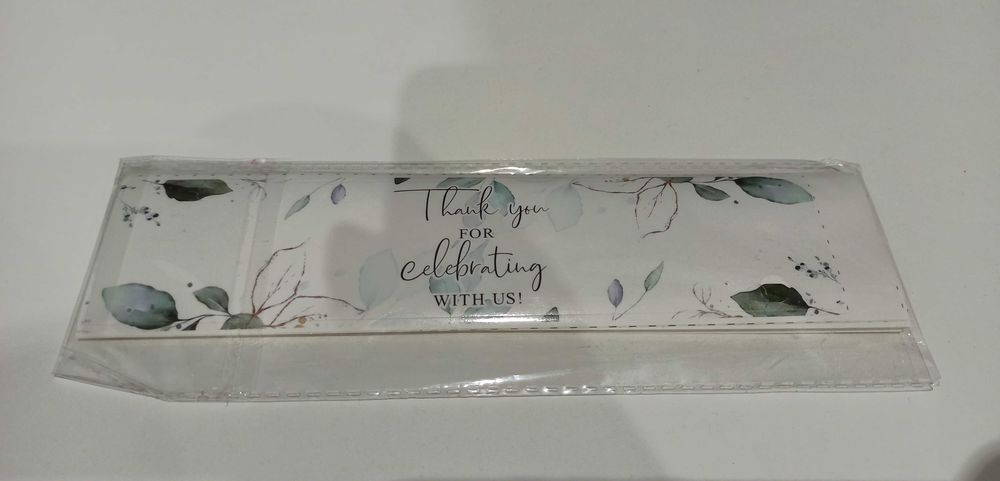 Thank you
FOR
celebrating
WITH US!